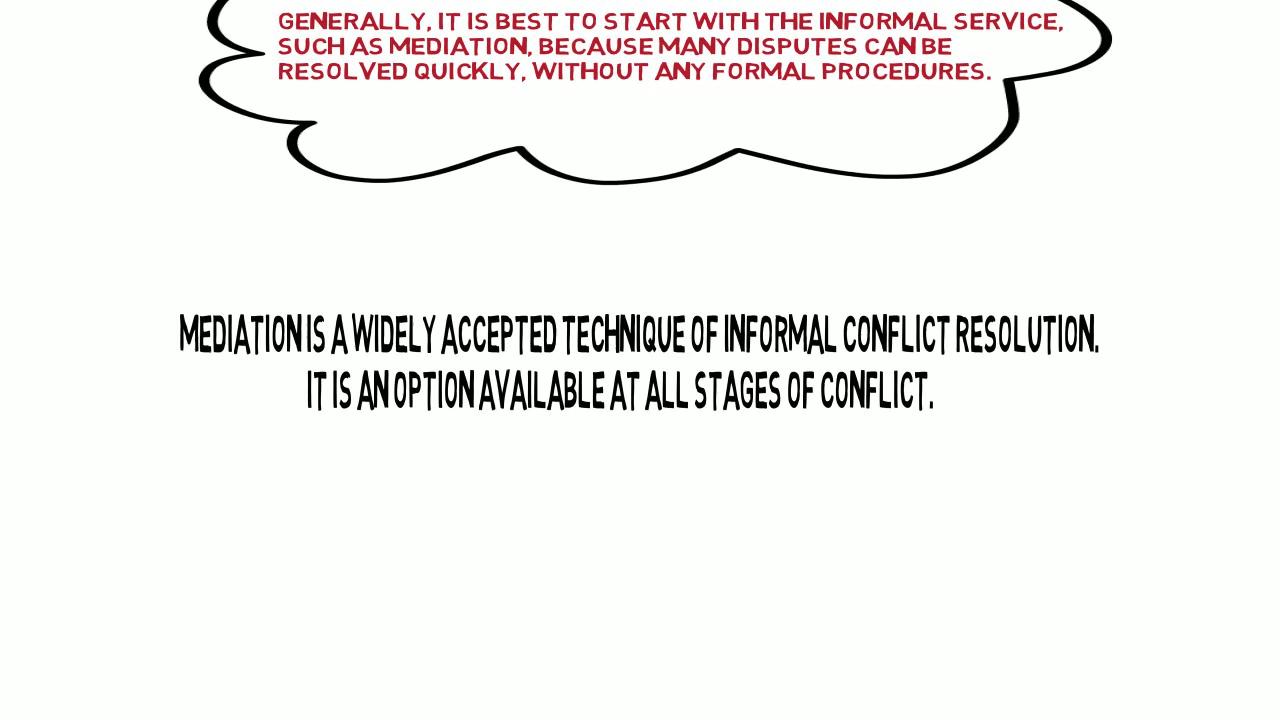 GENERALLY, IT IS BEST TO START WITH THE INFORMAL SERVICE,
SUCH AS MEDIATION, BECAUSE MANY DISPUTES CAN BE
RESOLVED QUICKLY, WITHOUT ANY FORMAL PROCEDURES.
MEDIATION IS A WIDELY ACCEPTED TECHNIQUE OF INFORMAL CONFLICT RESOLUTION.
IT IS AN OPTION AVAILABLE AT ALL STAGES OF CONFLICT.